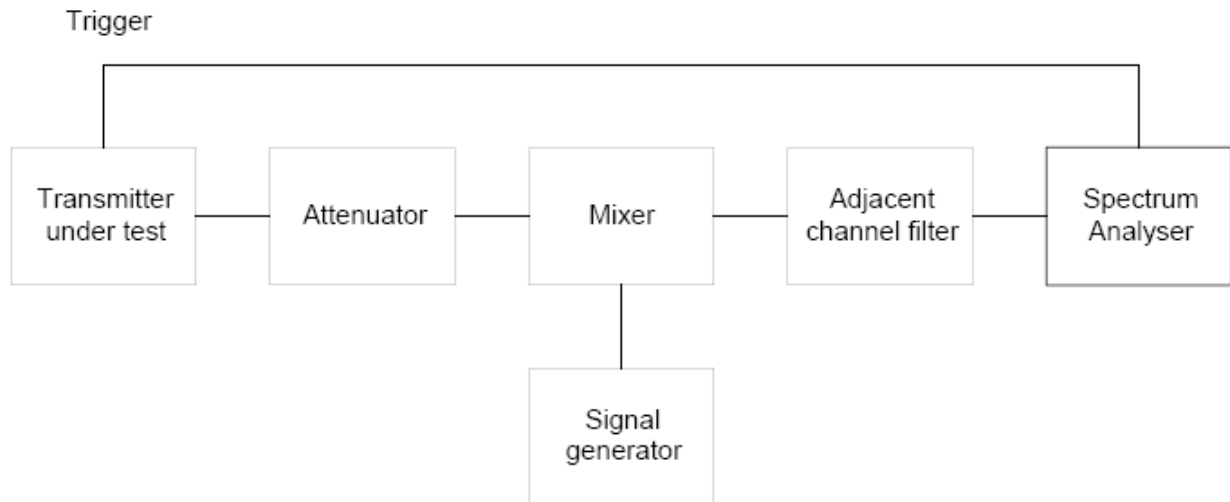 Trigger
Transmitter
under test
Attenuator
Mixer
Adjacent
channel filter
Spectrum
Analyser
Signal
generator